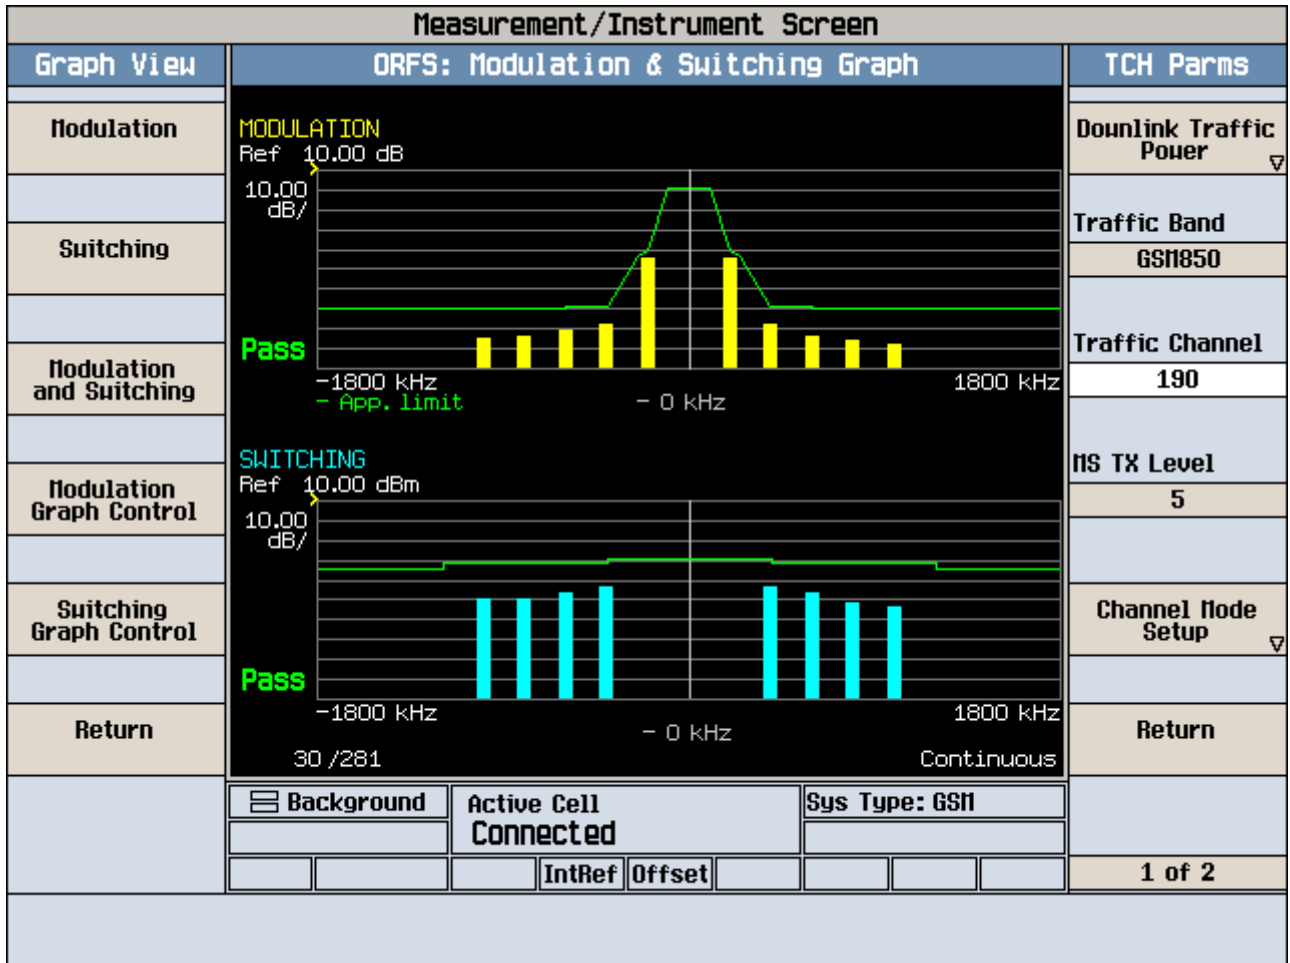 Measurement/Instrument Screen
Graph View
ORFS: Modulation & Switching Graph
TCH Parms
Modulation
Switching
Modulation
and Switching
Modulation
Graph Control
Switching
Graph Control
Return
MODULATION
Ref 10.00 dB
10.00
dB/
Pass
-1800 kHz
1800 kHz
- App. limit
- 0 kHz
SWITCHING
Ref 10.00 dBm
10.00
dB/
Pass
-1800 kHz
1800 kHz
- 0 kHz
30 /281
Continuous
Downlink Traffic
Power
Traffic Band
GSM850
Traffic Channel
190
MS TX Level
5
Channel Mode
Setup
Return
1 of 2
Background
Active Cell
Connected
Sys Type: GSM
IntRef
Offset